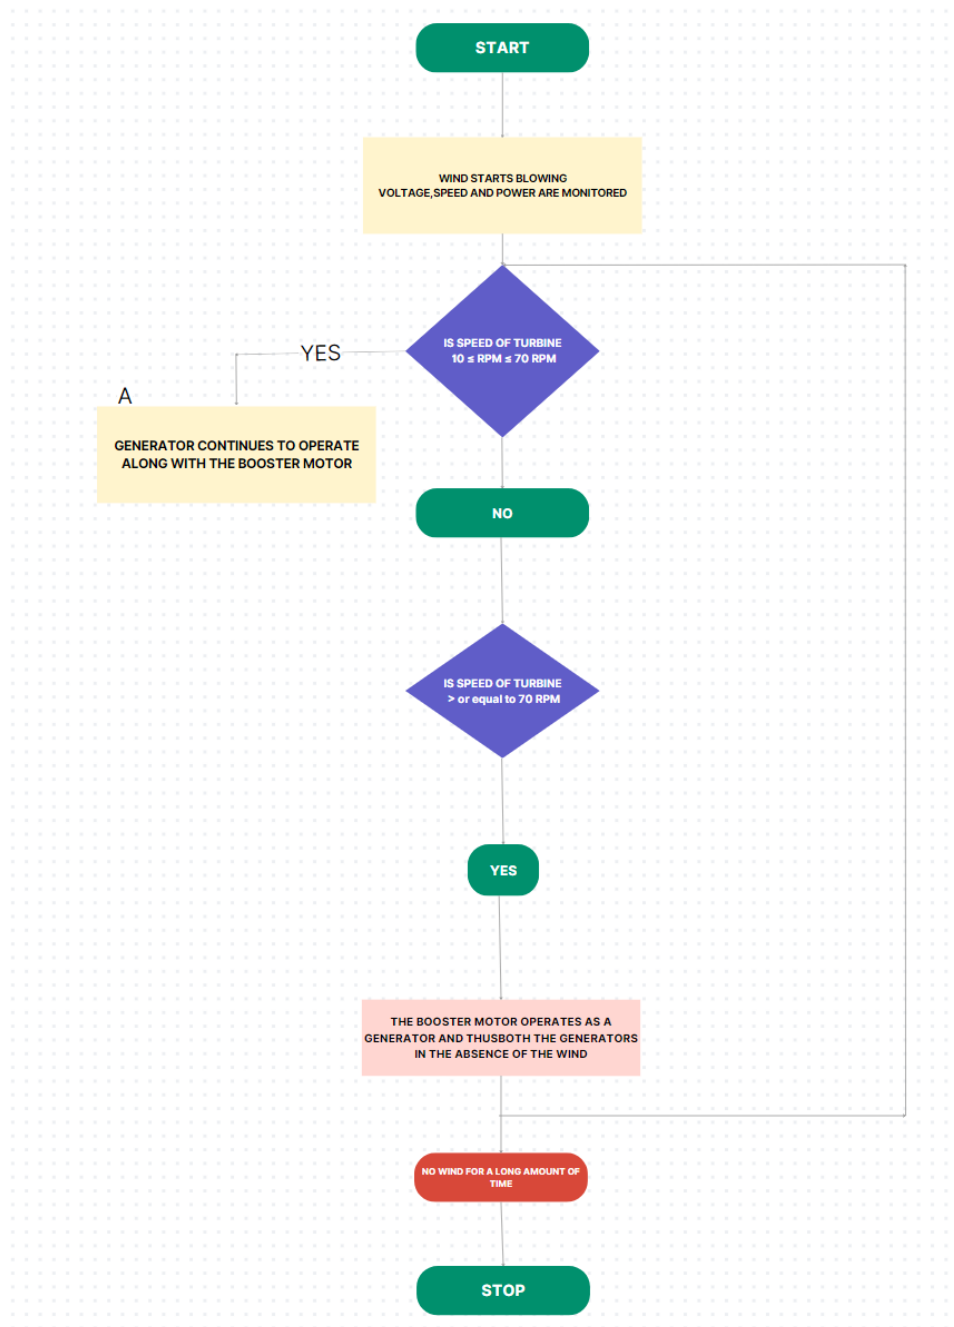 START
WIND STARTS BLOWING
VOLTAGE,SPEED AND POWER ARE MONITORED
IS SPEED OF TURBINE
10 ≤ RPM ≤ 70 RPM
YES
A
GENERATOR CONTINUES TO OPERATE
ALONG WITH THE BOOSTER MOTOR
NO
IS SPEED OF TURBINE
> or equal to 70 RPM
YES
THE BOOSTER MOTOR OPERATES AS A
GENERATOR AND THUSBOTH THE GENERATORS
IN THE ABSENCE OF THE WIND
NO WIND FOR A LONG AMOUNT OF
TIME
STOP